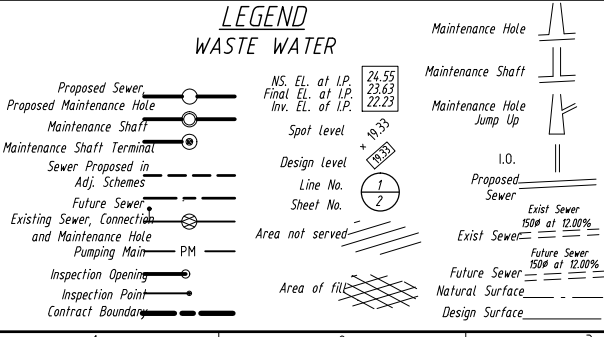 LEGEND
WASTE WATER
Proposed Sewer,
Proposed Maintenance Hole
Maintenance Shaft
Maintenance Shaft Terminal
Sewer Proposed in
Adj. Schemes
Future Sewer
Existing Sewer, Connection
and Maintenance Hole
Pumping Main PM
Inspection Opening
Inspection Point
Contract Boundary
NS. EL. at I.P. 24.55
Final EL. at I.P. 23.63
Inv. EL. of I.P. 22.23
Spot level × 19.33
Design level 19.33
Line No. 1
Sheet No. 2
Area not served
Area of fill
Maintenance Hole
Maintenance Shaft
Maintenance Hole
Jump Up
I.O.
Proposed
Sewer
Exist Sewer
150ø at 12.00%
Exist Sewer
Future Sewer
150ø at 12.00%
Future Sewer
Natural Surface
Design Surface